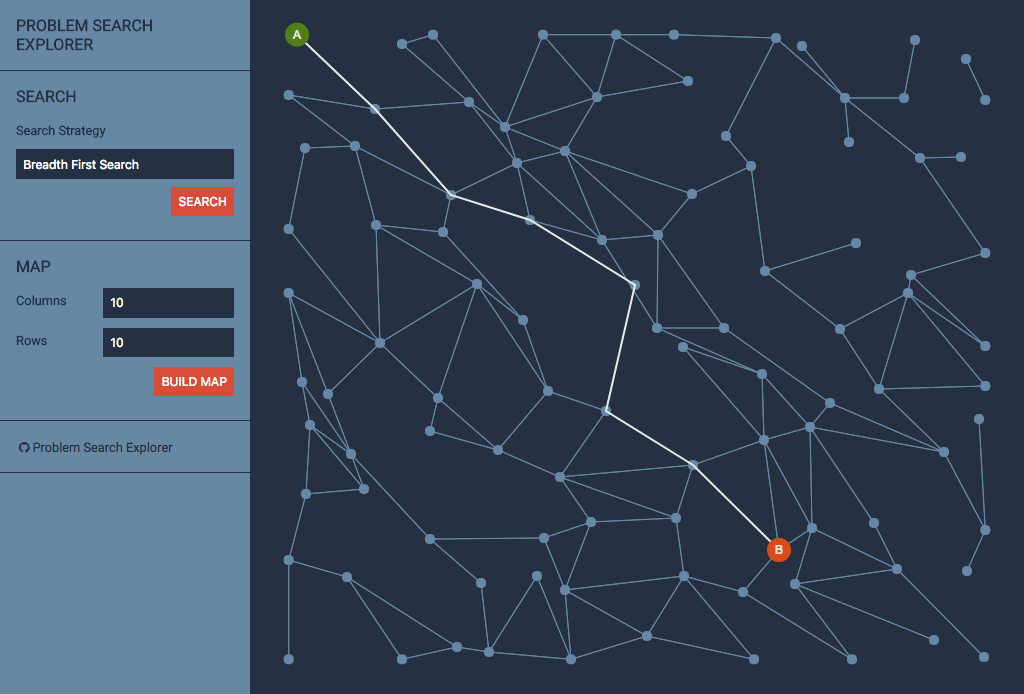 PROBLEM SEARCH
EXPLORER
SEARCH
Search Strategy
Breadth First Search
SEARCH
MAP
Columns
10
Rows
10
BUILD MAP
Problem Search Explorer
A
B